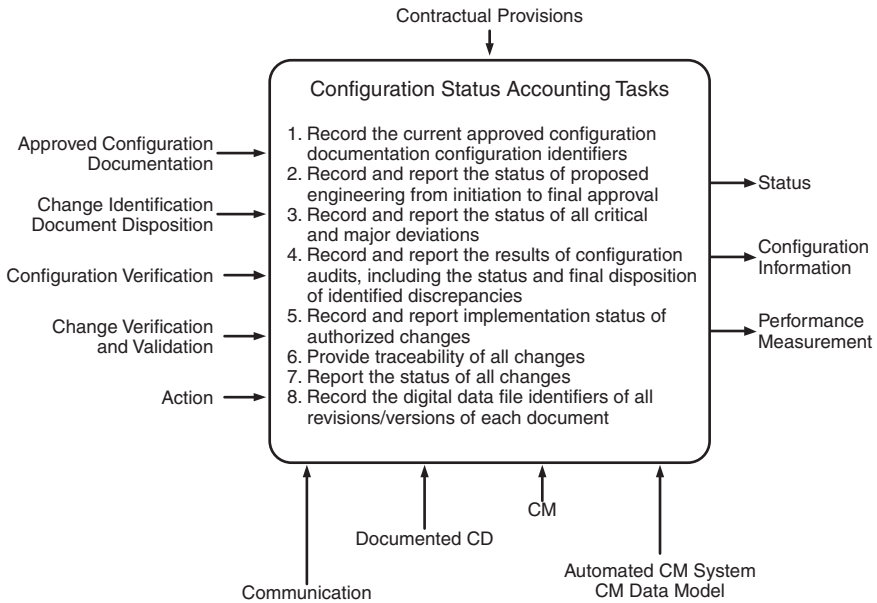 Contractual Provisions
Configuration Status Accounting Tasks
1. Record the current approved configuration
documentation configuration identifiers
2. Record and report the status of proposed
engineering from initiation to final approval
3. Record and report the status of all critical
and major deviations
4. Record and report the results of configuration
audits, including the status and final disposition
of identified discrepancies
5. Record and report implementation status of
authorized changes
6. Provide traceability of all changes
7. Report the status of all changes
8. Record the digital data file identifiers of all
revisions/versions of each document
Approved Configuration
Documentation
Change Identification
Document Disposition
Configuration Verification
Change Verification
and Validation
Action
Status
Configuration
Information
Performance
Measurement
Communication
Documented CD
CM
Automated CM System
CM Data Model